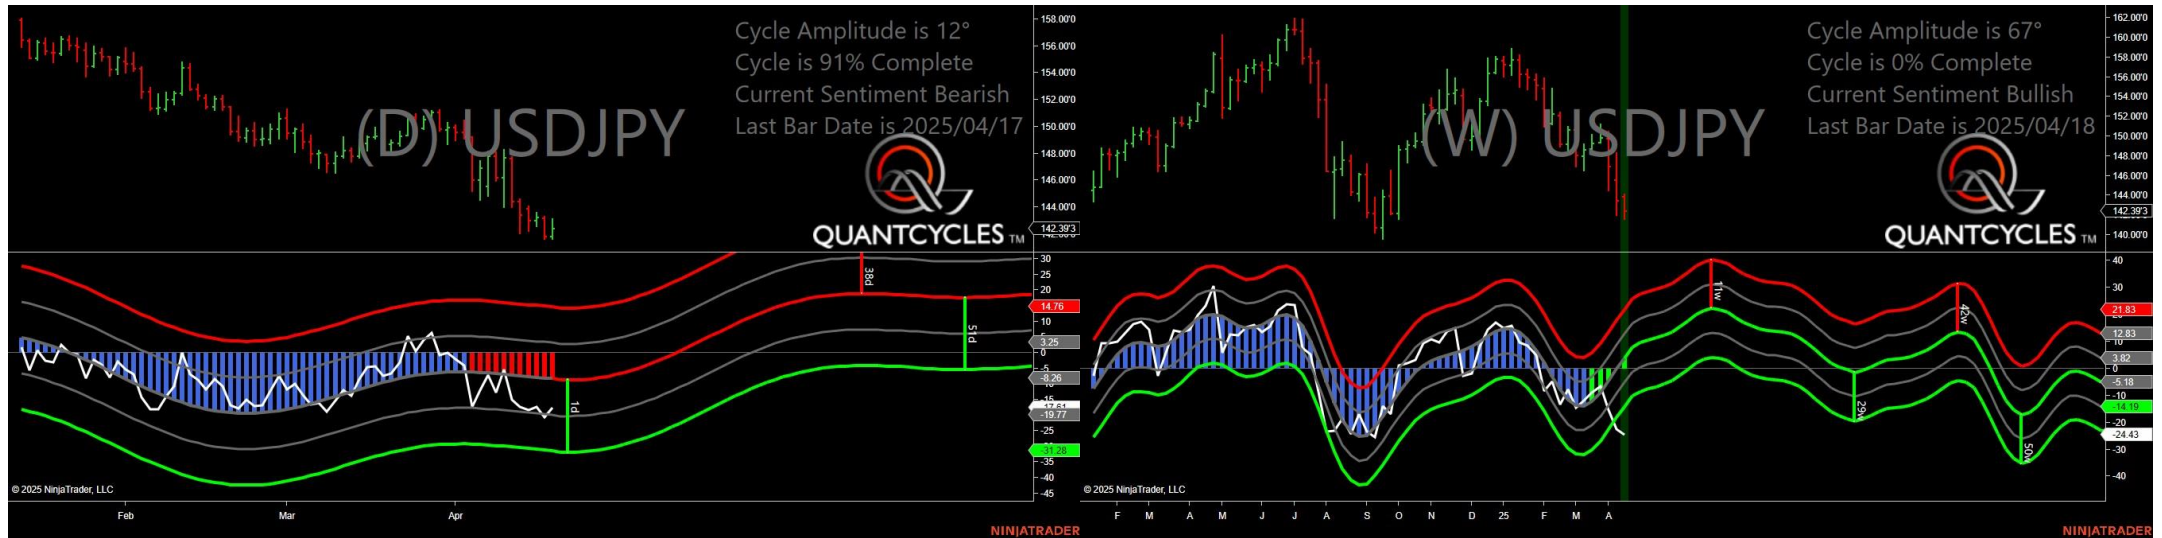 Cycle Amplitude is 12°
Cycle is 91% Complete
Current Sentiment Bearish
Last Bar Date is 2025/04/17
(D) USDJPY
QUANTCYCLES TM
158.00'0
156.00'0
154.00'0
152.00'0
150.00'0
148.00'0
146.00'0
144.00'0
142.39'3
38d
51d
1d
30
25
20
14.76
10
5
3.25
0
-5
-8.26
-15
-19.77
-25
-31.28
-35
-40
-45
© 2025 NinjaTrader, LLC
Feb Mar Apr
NINJATRADER
Cycle Amplitude is 67°
Cycle is 0% Complete
Current Sentiment Bullish
Last Bar Date is 2025/04/18
(W) USDJPY
QUANTCYCLES TM
162.00'0
160.00'0
158.00'0
156.00'0
154.00'0
152.00'0
150.00'0
148.00'0
146.00'0
144.00'0
142.39'3
140.00'0
11w
42w
29w
50w
40
30
21.83
12.83
3.82
0
-5.18
-10
-14.19
-20
-24.43
-30
-40
© 2025 NinjaTrader, LLC
F M A M J J A S O N D 25 F M A
NINJATRADER